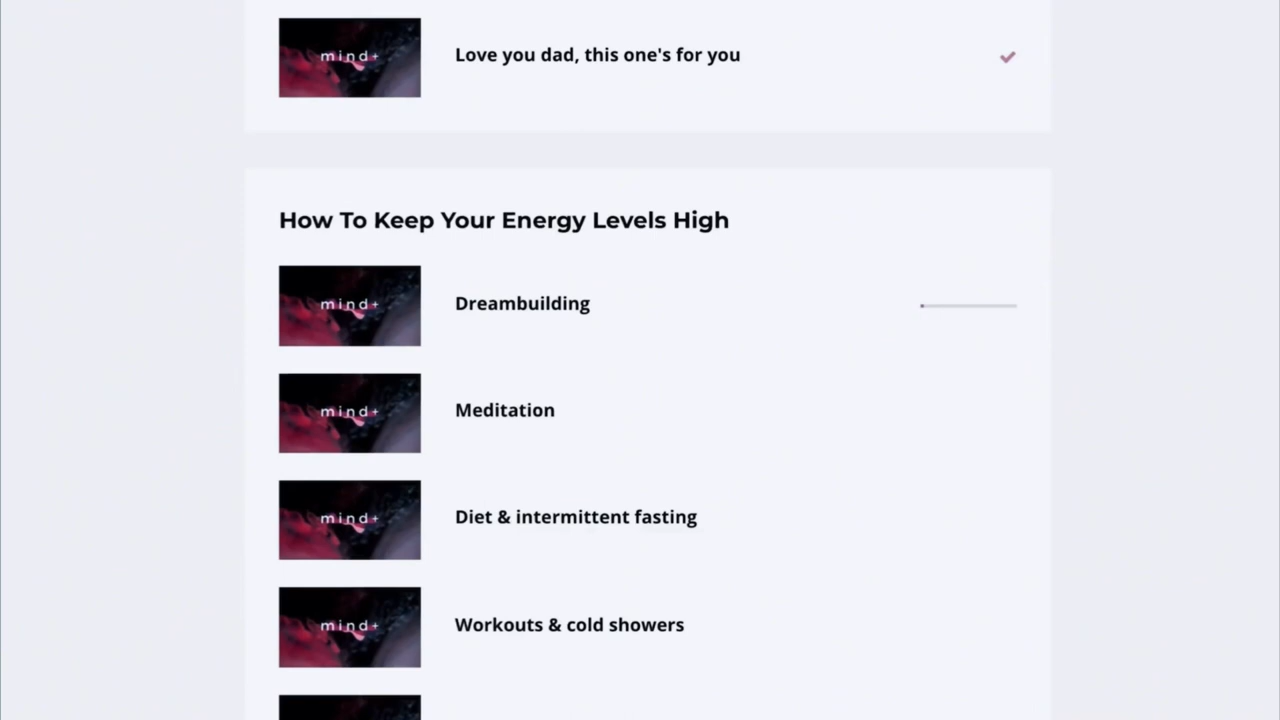 mind+
Love you dad, this one's for you
How To Keep Your Energy Levels High
mind+
Dreambuilding
mind+
Meditation
mind+
Diet & intermittent fasting
mind+
Workouts & cold showers